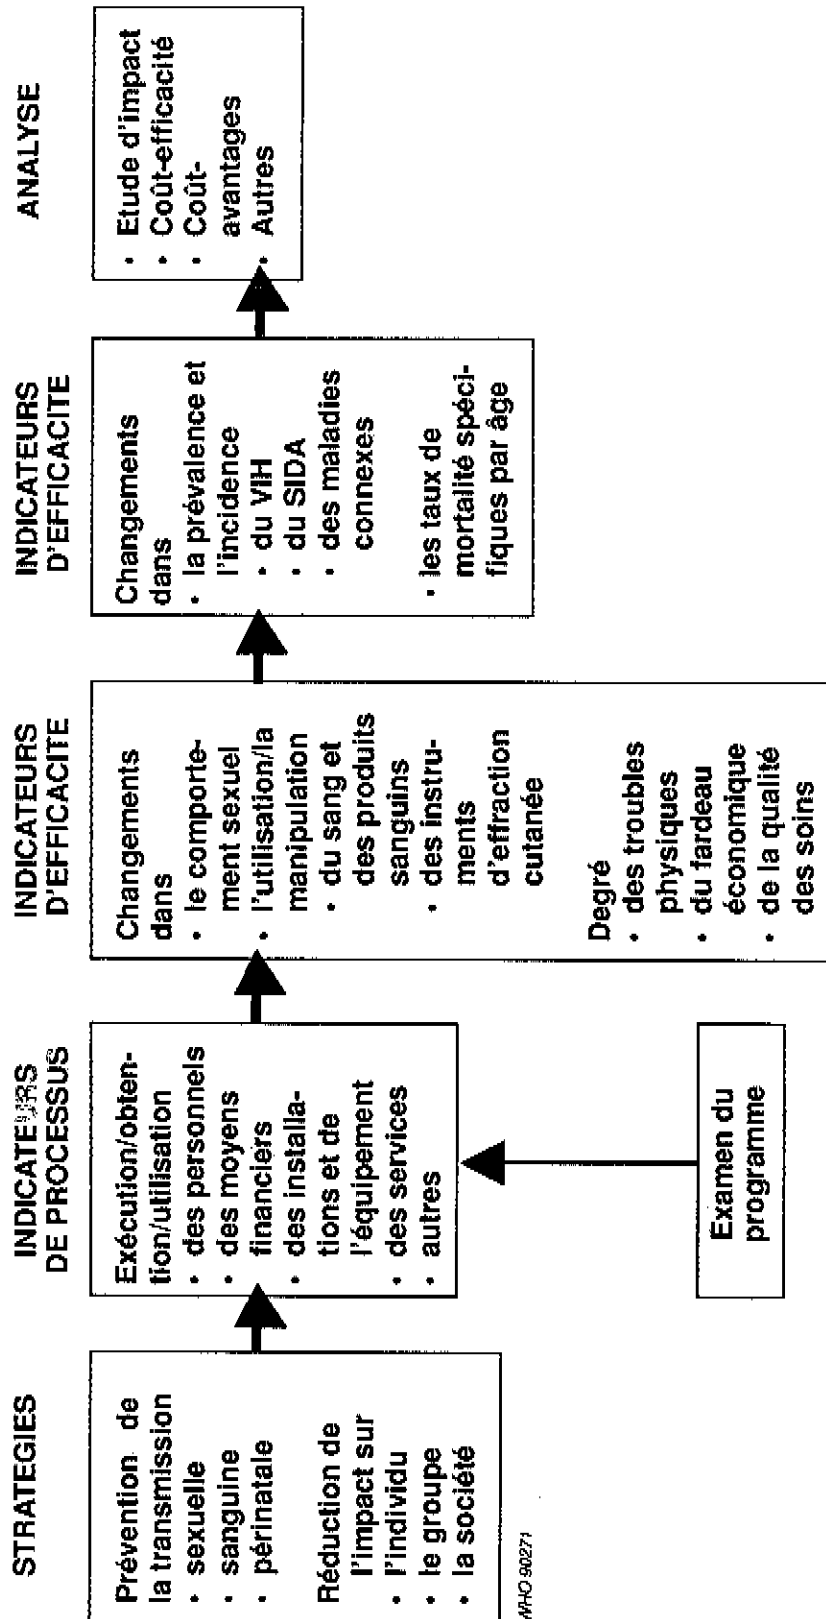 STRATEGIES
Prévention de
la transmission
• sexuelle
• sanguine
• périnatale
Réduction de
l'impact sur
• l'individu
• le groupe
• la société
INDICATEURS
DE PROCESSUS
Exécution/obten-
tion/utilisation
• des personnels
• des moyens
financiers
• des installa-
tions et de
l'équipement
• des services
• autres
Examen du
programme
INDICATEURS
D'EFFICACITE
Changements
dans
• le comporte-
ment sexuel
• l'utilisation/la
manipulation
• du sang et
des produits
sanguins
• des instru-
ments
d'effraction
cutanée
Degré
• des troubles
physiques
• du fardeau
économique
• de la qualité
des soins
INDICATEURS
D'EFFICACITE
Changements
dans
• la prévalence et
l'incidence
• du VIH
• du SIDA
• des maladies
connexes
• les taux de
mortalité spéci-
fiques par âge
ANALYSE
• Etude d'impact
• Coût-efficacité
• Coût-
avantages
• Autres
WHO 90271